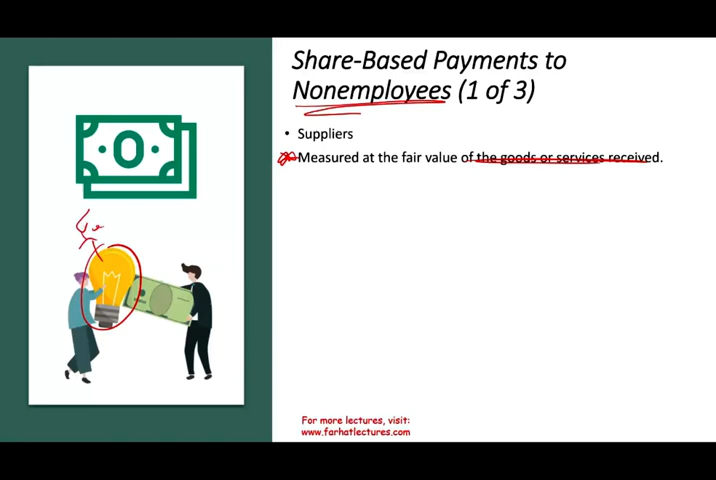 Share-Based Payments to
Nonemployees (1 of 3)
• Suppliers
Measured at the fair value of the goods or services received.
For more lectures, visit:
www.farhatlectures.com